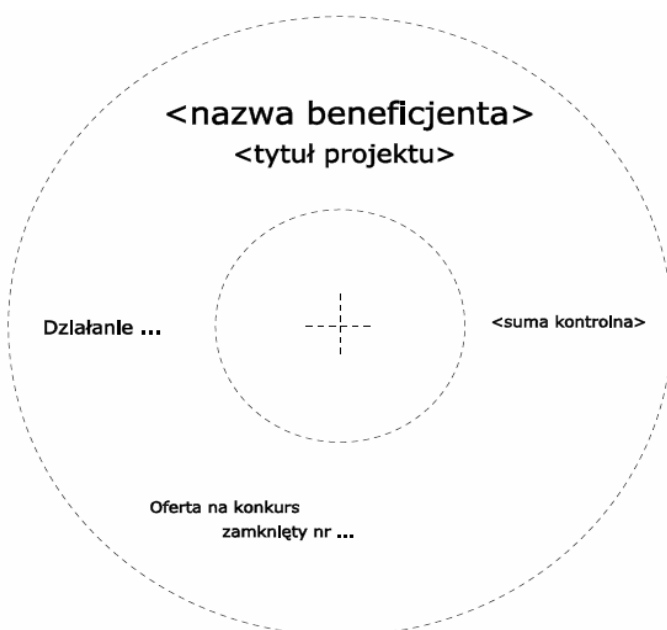 <nazwa beneficjenta>
<tytuł projektu>
Działanie ...
<suma kontrolna>
Oferta na konkurs
zamknięty nr ...